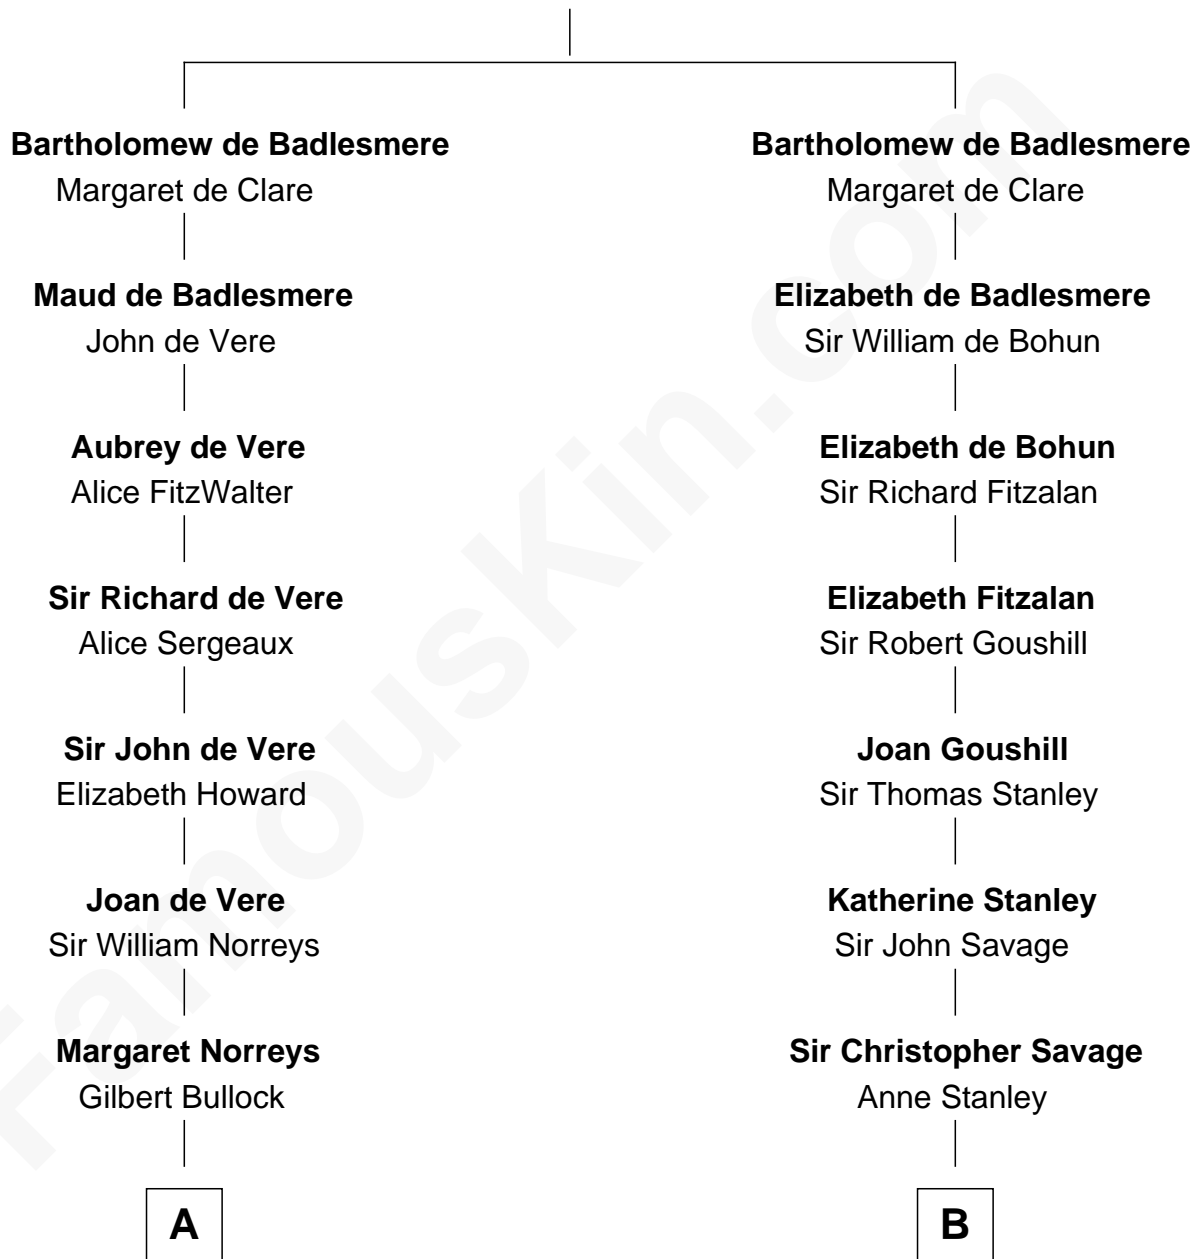 Bartholomew de Badlesmere
Margaret de Clare
Maud de Badlesmere
John de Vere
Aubrey de Vere
Alice FitzWalter
Sir Richard de Vere
Alice Sergeaux
Sir John de Vere
Elizabeth Howard
Joan de Vere
Sir William Norreys
Margaret Norreys
Gilbert Bullock
A
Bartholomew de Badlesmere
Margaret de Clare
Elizabeth de Badlesmere
Sir William de Bohun
Elizabeth de Bohun
Sir Richard Fitzalan
Elizabeth Fitzalan
Sir Robert Goushill
Joan Goushill
Sir Thomas Stanley
Katherine Stanley
Sir John Savage
Sir Christopher Savage
Anne Stanley
B
FamousKin.com